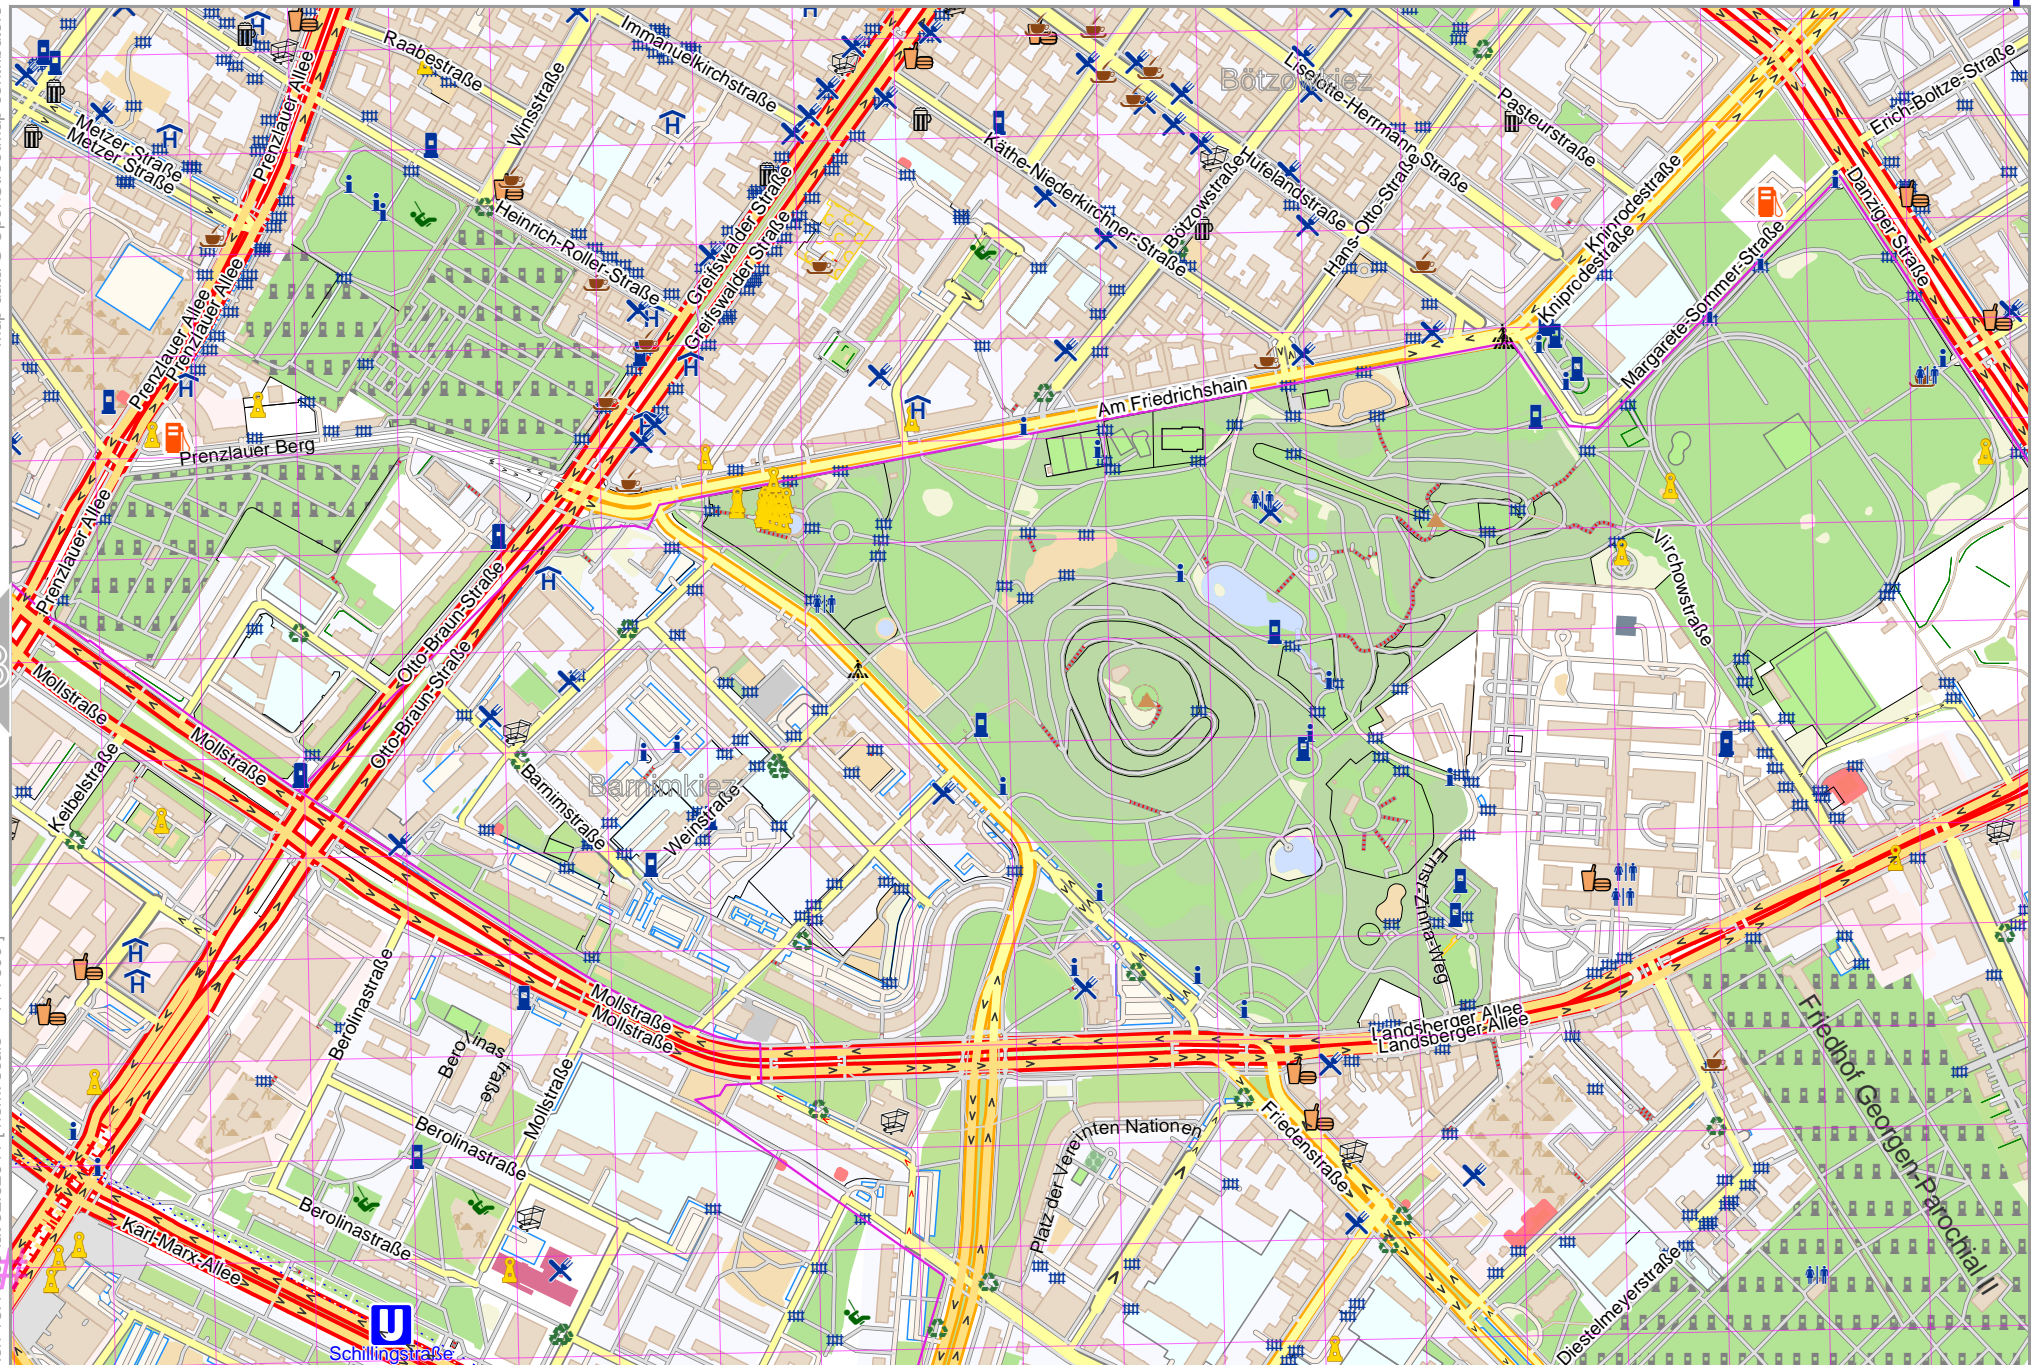 Raabestraße
Immanuelkirchstraße
Winsstraße
Prenzlauer Allee
Metzer Straße
Metzer Straße
Bötzowkiez
Liselotte-Herrmann-Straße
Pasteurstraße
Erich-Boltze-Straße
Käthe-Niederkirchner-Straße
Hufelandstraße
Bötzowstraße
Hans-Otto-Straße
Kniprodestraße
Kniprodestraße
Danziger Straße
Margarete-Sommer-Straße
Heinrich-Roller-Straße
Greifswalder Straße
Greifswalder Straße
Prenzlauer Allee
Prenzlauer Allee
Am Friedrichshain
Prenzlauer Berg
Prenzlauer Allee
Virchowstraße
Otto-Braun-Straße
Otto-Braun-Straße
Mollstraße
Mollstraße
Keibelstraße
Barnimkiez
Barnimstraße
Weinstraße
Ernst-Zinna-Weg
Mollstraße
Mollstraße
Landsberger Allee
Landsberger Allee
Friedhof Georgen-Parochial II
Berolinastraße
Berolinas
traße
Mollstraße
Berolinastraße
Berolinastraße
Platz der Vereinten Nationen
Friedenstraße
Diestelmeyerstraße
Karl-Marx-Allee
U
Schillingstraße